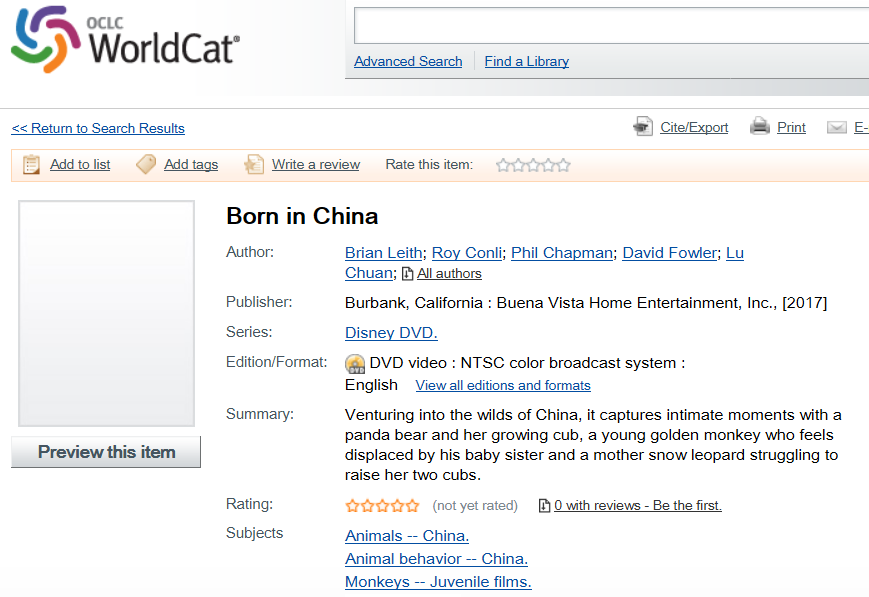 OCLC
WorldCat®
Advanced Search Find a Library
<< Return to Search Results
Cite/Export Print E-
Add to list Add tags Write a review Rate this item:
Born in China
Author: Brian Leith; Roy Conli; Phil Chapman; David Fowler; Lu
Chuan; All authors
Publisher: Burbank, California : Buena Vista Home Entertainment, Inc., [2017]
Series: Disney DVD.
Edition/Format: DVD video : NTSC color broadcast system :
English View all editions and formats
Summary: Venturing into the wilds of China, it captures intimate moments with a
panda bear and her growing cub, a young golden monkey who feels
displaced by his baby sister and a mother snow leopard struggling to
raise her two cubs.
Preview this item
Rating: (not yet rated) 0 with reviews - Be the first.
Subjects Animals -- China.
Animal behavior -- China.
Monkeys -- Juvenile films.